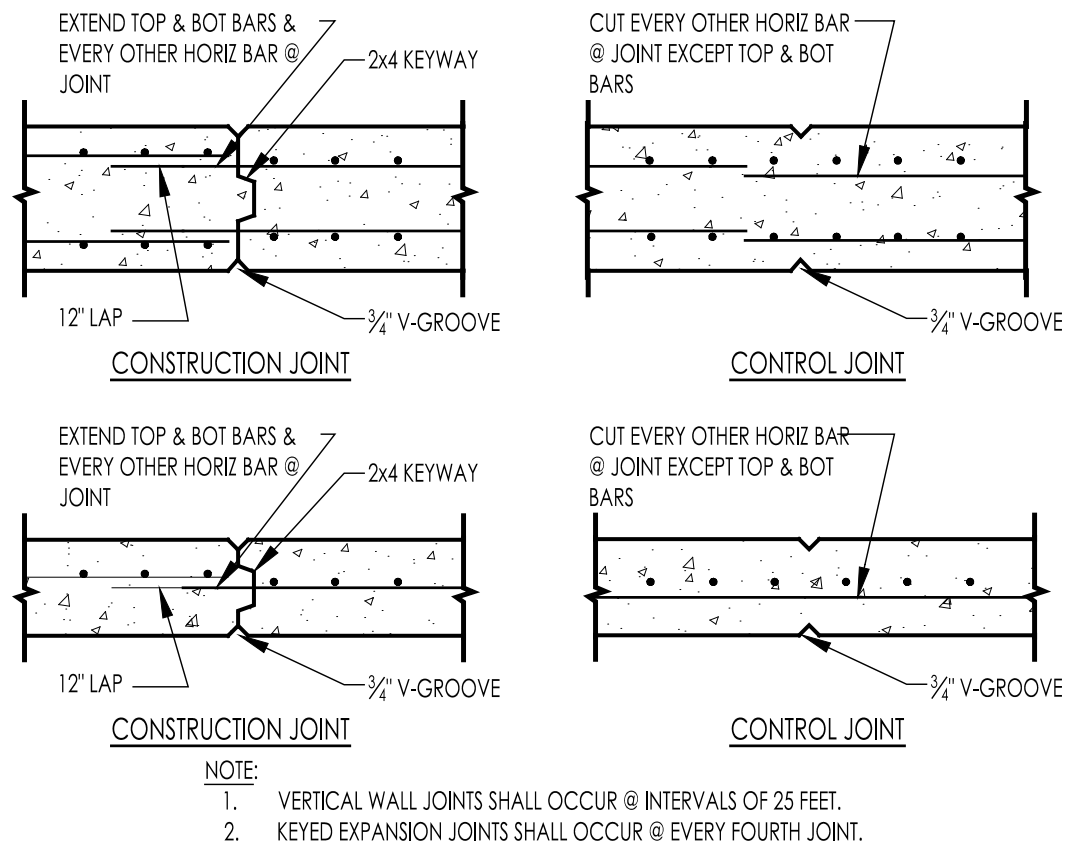 EXTEND TOP & BOT BARS &
EVERY OTHER HORIZ BAR @
JOINT
2x4 KEYWAY
12" LAP
3/4" V-GROOVE
CONSTRUCTION JOINT
CUT EVERY OTHER HORIZ BAR
@ JOINT EXCEPT TOP & BOT
BARS
3/4" V-GROOVE
CONTROL JOINT
EXTEND TOP & BOT BARS &
EVERY OTHER HORIZ BAR @
JOINT
2x4 KEYWAY
12" LAP
3/4" V-GROOVE
CONSTRUCTION JOINT
CUT EVERY OTHER HORIZ BAR
@ JOINT EXCEPT TOP & BOT
BARS
3/4" V-GROOVE
CONTROL JOINT
NOTE:
1. VERTICAL WALL JOINTS SHALL OCCUR @ INTERVALS OF 25 FEET.
2. KEYED EXPANSION JOINTS SHALL OCCUR @ EVERY FOURTH JOINT.